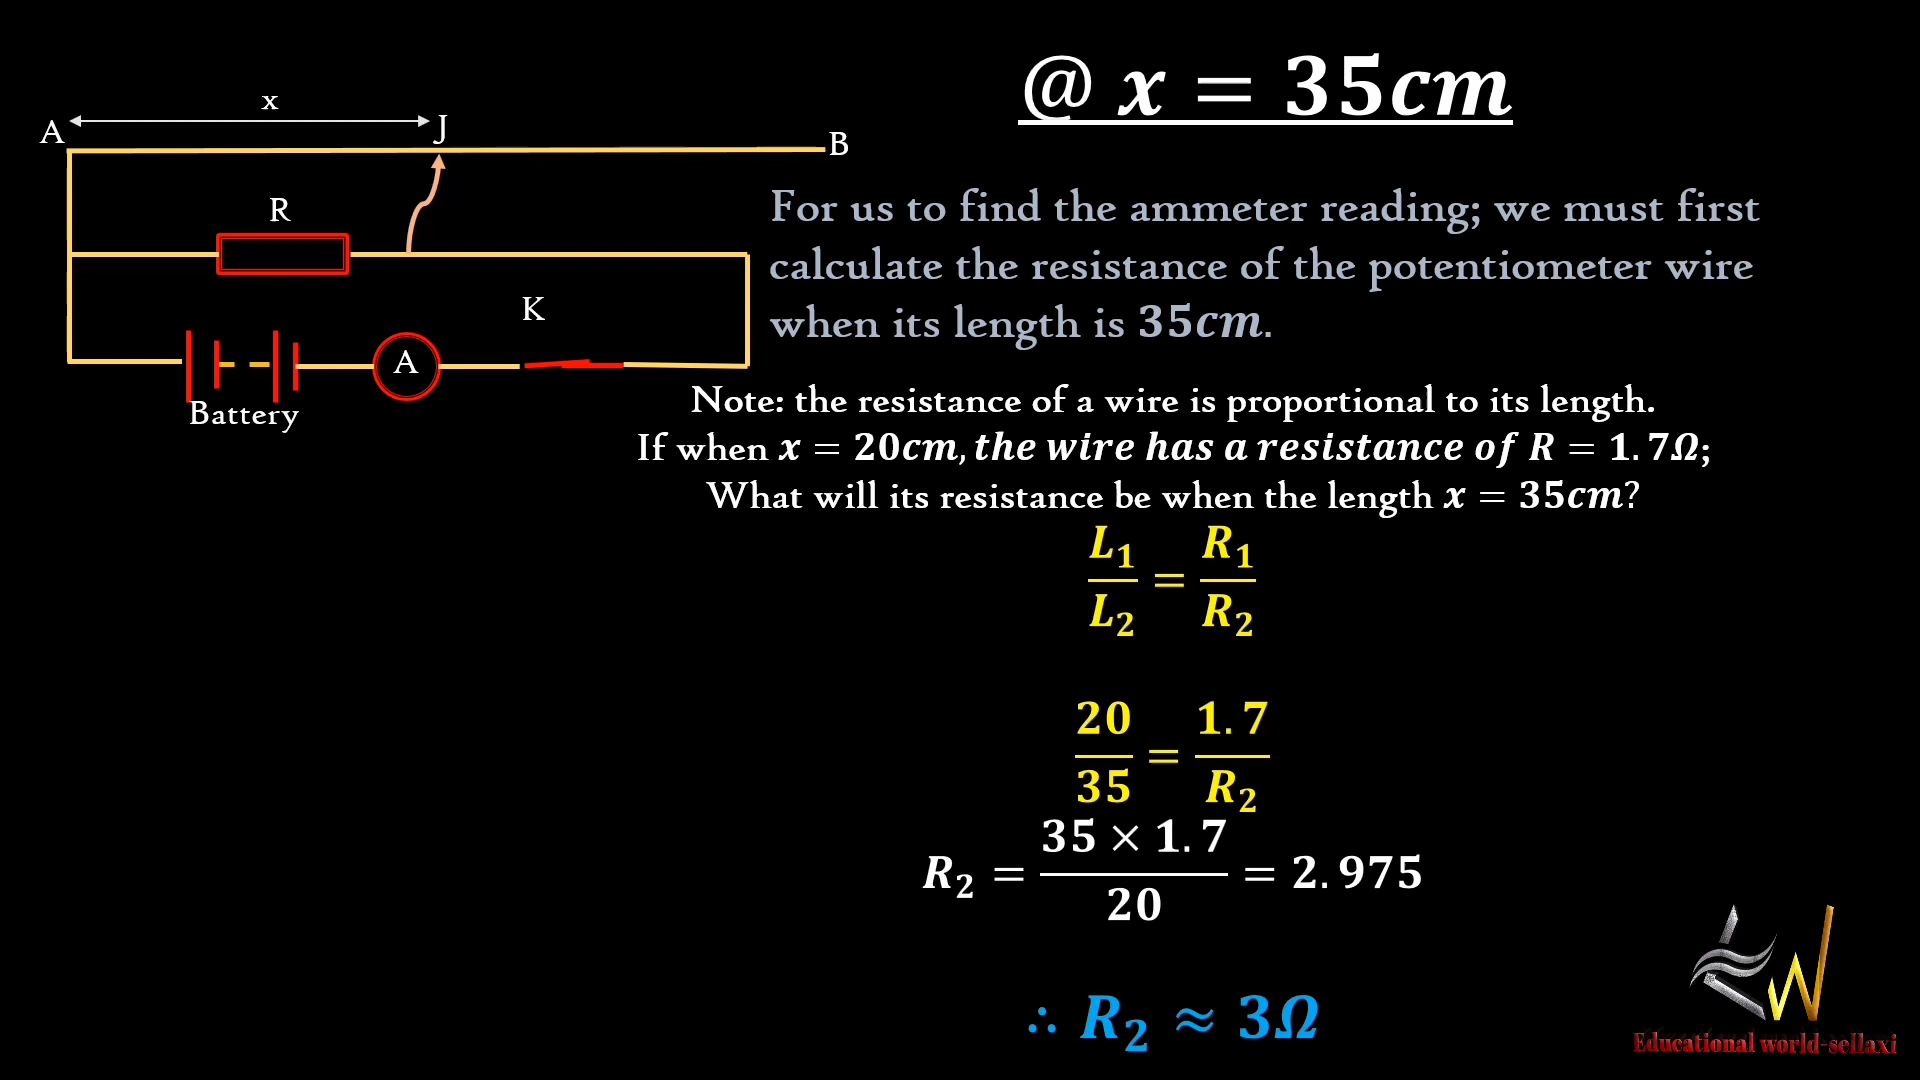 @ x = 35cm
x
A
J
B
R
K
A
Battery
For us to find the ammeter reading; we must first
calculate the resistance of the potentiometer wire
when its length is 35cm.
Note: the resistance of a wire is proportional to its length.
If when x = 20cm, the wire has a resistance of R = 1.7Ω;
What will its resistance be when the length x = 35cm?
L₁/L₂ = R₁/R₂
20/35 = 1.7/R₂
R₂ = 35 × 1.7/20 = 2.975
∴ R₂ ≈ 3Ω
Educational world-sellaxi